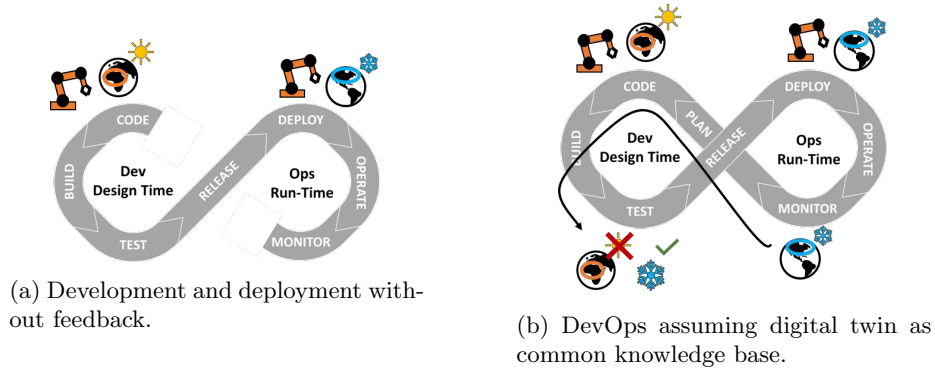 CODE
BUILD
Dev
Design Time
TEST
RELEASE
DEPLOY
Ops
Run-Time
OPERATE
MONITOR
(a) Development and deployment with-
out feedback.
CODE
PLAN
BUILD
Dev
Design Time
TEST
RELEASE
DEPLOY
Ops
Run-Time
OPERATE
MONITOR
(b) DevOps assuming digital twin as
common knowledge base.